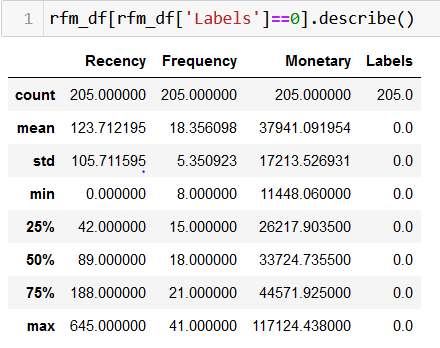 1 rfm_df[rfm_df['Labels']==0].describe()
Recency Frequency Monetary Labels
count 205.000000 205.000000 205.000000 205.0
mean 123.712195 18.356098 37941.091954 0.0
std 105.711595 5.350923 17213.526931 0.0
min 0.000000 8.000000 11448.060000 0.0
25% 42.000000 15.000000 26217.903500 0.0
50% 89.000000 18.000000 33724.735500 0.0
75% 188.000000 21.000000 44571.925000 0.0
max 645.000000 41.000000 117124.438000 0.0